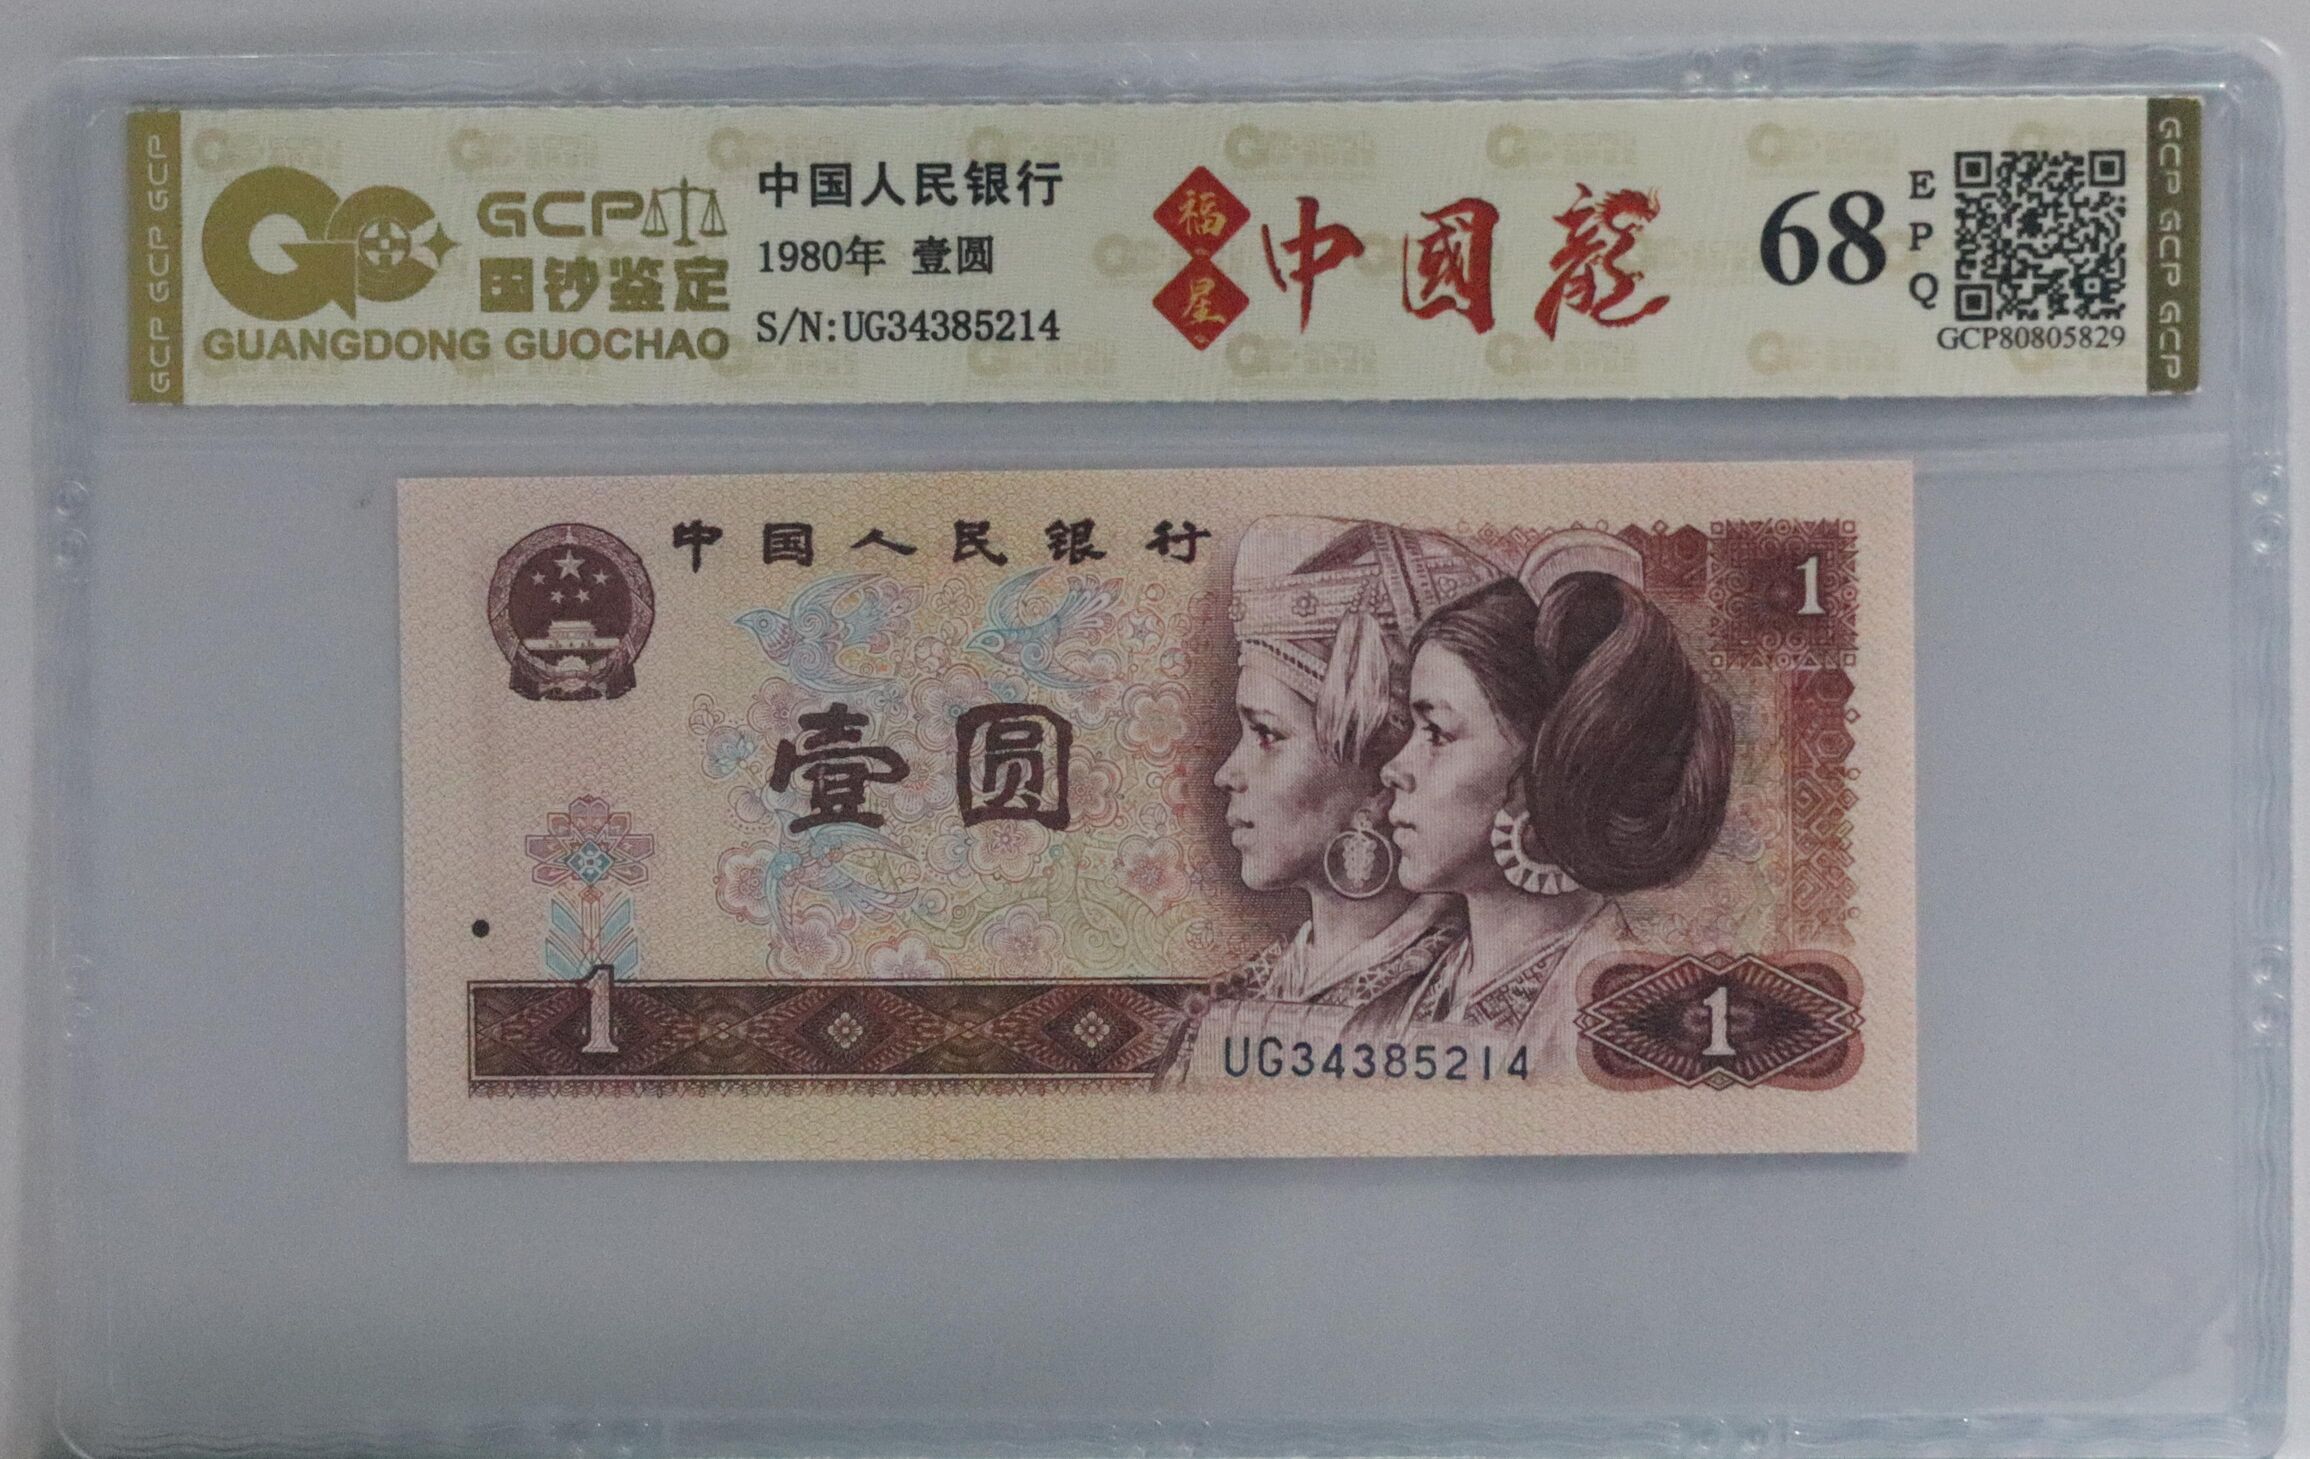 GCP GCP GCP
GCP
国钞鉴定
GUANGDONG GUOCHAO
中国人民银行
1980年 壹圆
S/N:UG34385214
福
星
中國龍
68
E
P
Q
GCP80805829
GCP GCP GCP
中国人民银行
1
壹圆
1
1
UG34385214